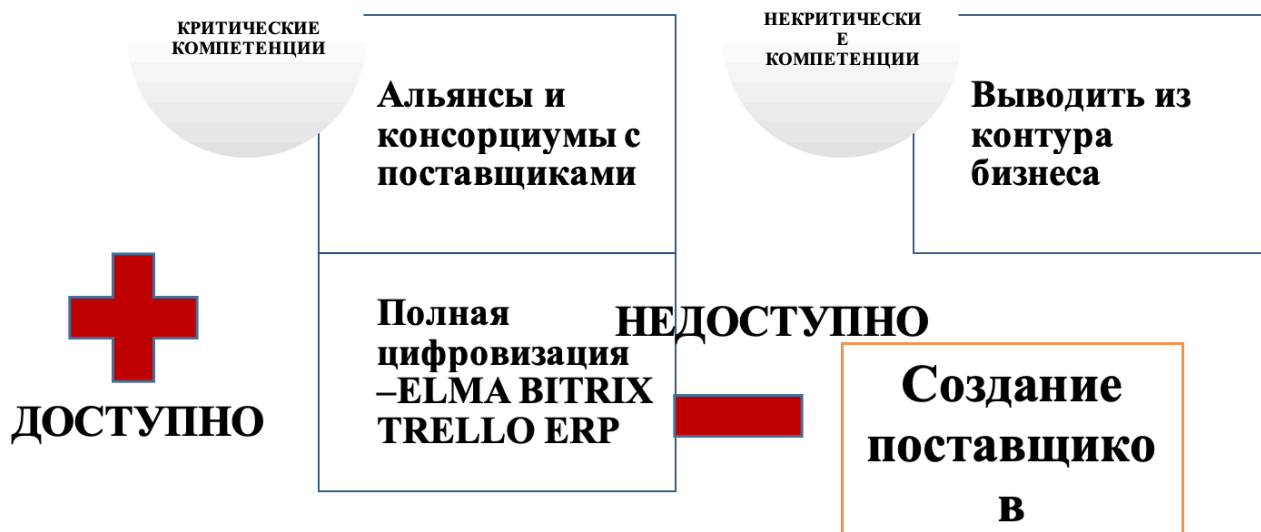 КРИТИЧЕСКИЕ
КОМПЕТЕНЦИИ
Альянсы и
консорциумы с
поставщиками
НЕКРИТИЧЕСКИ
Е
КОМПЕТЕНЦИИ
Выводить из
контура
бизнеса
ДОСТУПНО
Полная
цифровизация
–ELMA BITRIX
TRELLO ERP
НЕДОСТУПНО
Создание
поставщико
в